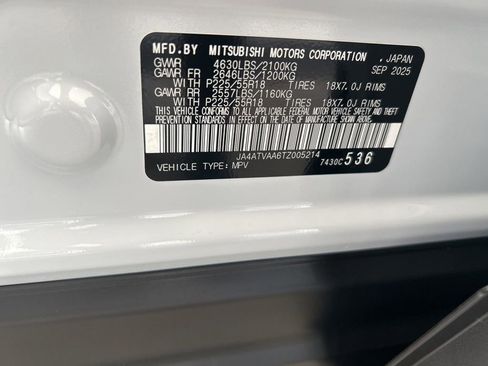 MFD.BY MITSUBISHI MOTORS CORPORATION , JAPAN
GVWR 4630LBS/2100KG SEP 2025
GAWR FR 2646LBS/1200KG
WITH P225/55R18 TIRES 18X7.0J RIMS
GAWR RR 2557LBS/1160KG
WITH P225/55R18 TIRES 18X7.0J RIMS
THIS VEHICLE CONFORMS TO ALL APPLICABLE FEDERAL MOTOR VEHICLE SAFETY, BUMPER, AND THEFT
PREVENTION STANDARDS IN EFFECT ON THE DATE OF MANUFACTURE SHOWN ABOVE.
JA4ATVAA6TZ005214
VEHICLE TYPE: MPV 7430C536